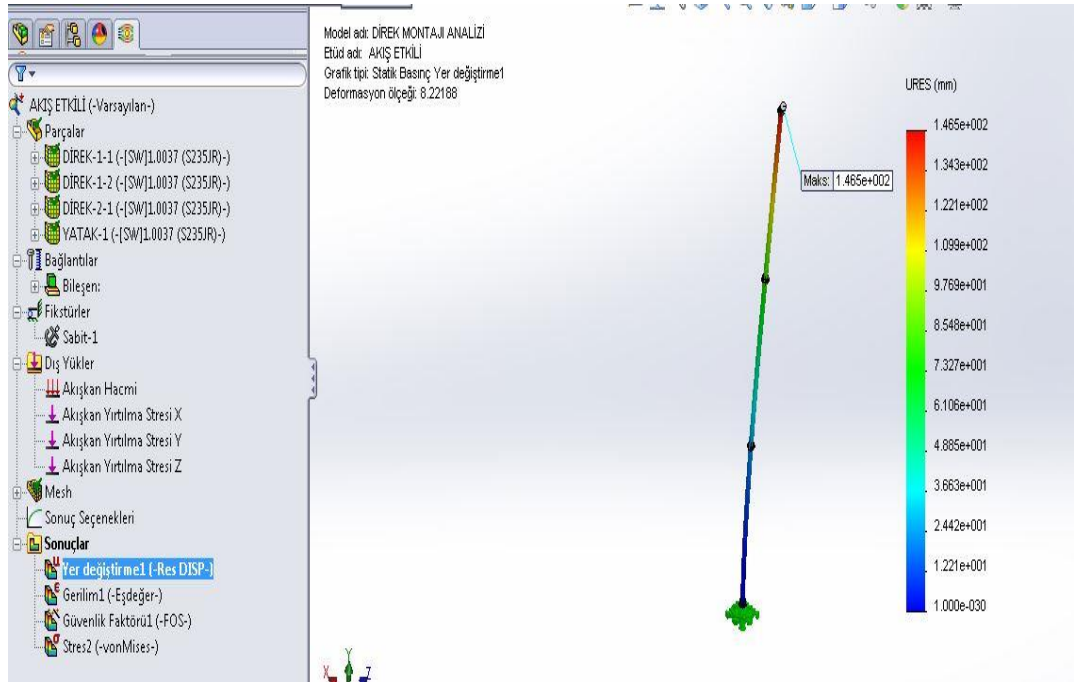 AKIŞ ETKİLİ (-Varsayılan-)
Parçalar
DİREK-1-1 (-[SW]1.0037 (S235JR)-)
DİREK-1-2 (-[SW]1.0037 (S235JR)-)
DİREK-2-1 (-[SW]1.0037 (S235JR)-)
YATAK-1 (-[SW]1.0037 (S235JR)-)
Bağlantılar
Bileşen:
Fikstürler
Sabit-1
Dış Yükler
Akışkan Hacmi
Akışkan Yırtılma Stresi X
Akışkan Yırtılma Stresi Y
Akışkan Yırtılma Stresi Z
Mesh
Sonuç Seçenekleri
Sonuçlar
Yer değiştirme1 (-Res DISP-)
Gerilim1 (-Eşdeğer-)
Güvenlik Faktörü1 (-FOS-)
Stres2 (-vonMises-)
Model adı: DİREK MONTAJI ANALİZİ
Etüd adı: AKIŞ ETKİLİ
Grafik tipi: Statik Basınç Yer değiştirme1
Deformasyon ölçeği: 8.22188
Maks: 1.465e+002
URES (mm)
1.465e+002
1.343e+002
1.221e+002
1.099e+002
9.769e+001
8.548e+001
7.327e+001
6.106e+001
4.885e+001
3.663e+001
2.442e+001
1.221e+001
1.000e-030
X Y Z